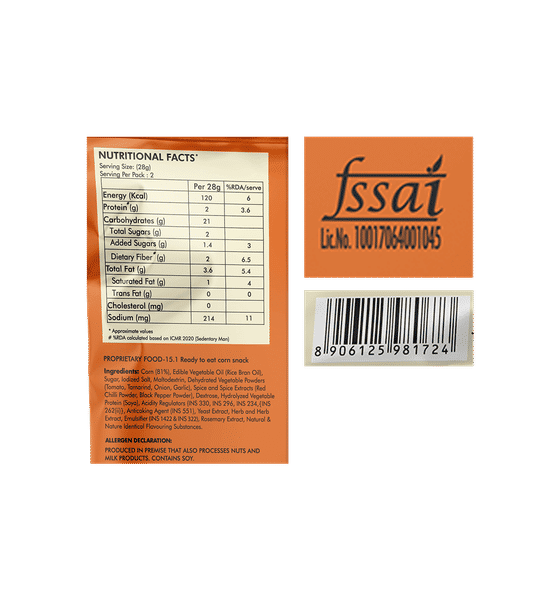 NUTRITIONAL FACTS*
Serving Size: (28g)
Serving Per Pack : 2
Per 28g %RDA/serve
Energy (Kcal) 120 6
Protein#(g) 2 3.6
Carbohydrates (g) 21
Total Sugars (g) 2
Added Sugars (g) 1.4 3
Dietary Fiber#(g) 2 6.5
Total Fat (g) 3.6 5.4
Saturated Fat (g) 1 4
Trans Fat (g) 0 0
Cholesterol (mg) 0 0
Sodium (mg) 214 11
* Approximate values
# %RDA calculated based on ICMR 2020 (Sedentary Man)
PROPRIETARY FOOD-15.1 Ready to eat corn snack
Ingredients: Corn (81%), Edible Vegetable Oil (Rice Bran Oil),
Sugar, Iodized Salt, Maltodextrin, Dehydrated Vegetable Powders
(Tomato, Tamarind, Onion, Garlic), Spice and Spice Extracts (Red
Chilli Powder, Black Pepper Powder), Dextrose, Hydrolyzed Vegetable
Protein (Soya), Acidity Regulators (INS 330, INS 296, INS 234, (INS
262(i)), Anticaking Agent (INS 551), Yeast Extract, Herb and Herb
Extract, Emulsifier (INS 1422 & INS 322), Rosemary Extract, Natural &
Nature Identical Flavouring Substances.
ALLERGEN DECLARATION:
PRODUCED IN PREMISE THAT ALSO PROCESSES NUTS AND
MILK PRODUCTS. CONTAINS SOY.
fssai
Lic.No. 10017064001045
8 906125 981724